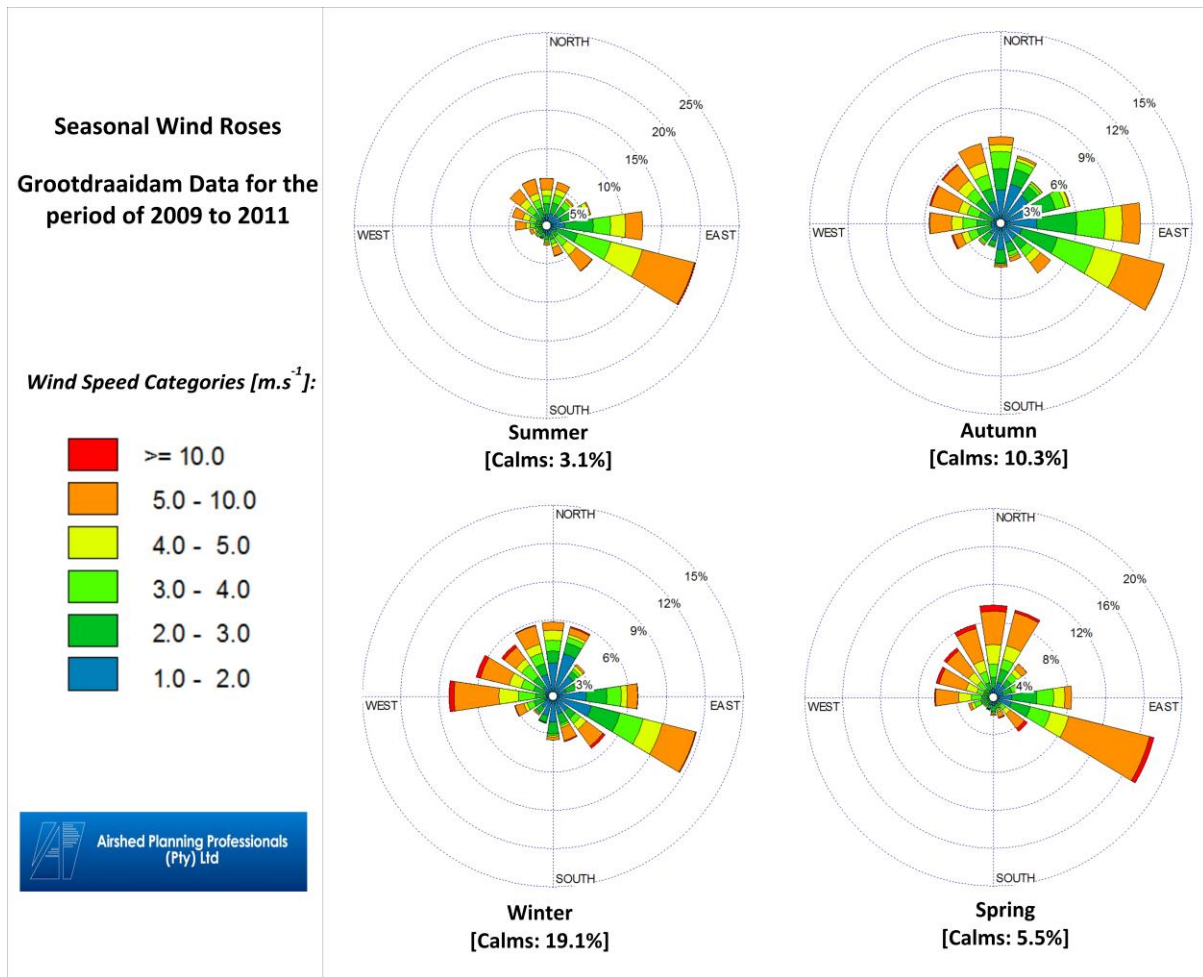 Seasonal Wind Roses
Grootdraaidam Data for the
period of 2009 to 2011
Wind Speed Categories [m.s⁻¹]:
>= 10.0
5.0 - 10.0
4.0 - 5.0
3.0 - 4.0
2.0 - 3.0
1.0 - 2.0
Airshed Planning Professionals
(Pty) Ltd
NORTH
25%
20%
15%
10%
5%
WEST
EAST
SOUTH
Summer
[Calms: 3.1%]
NORTH
15%
12%
9%
6%
3%
WEST
EAST
SOUTH
Autumn
[Calms: 10.3%]
NORTH
15%
12%
9%
6%
3%
WEST
EAST
SOUTH
Winter
[Calms: 19.1%]
NORTH
20%
16%
12%
8%
4%
WEST
EAST
SOUTH
Spring
[Calms: 5.5%]